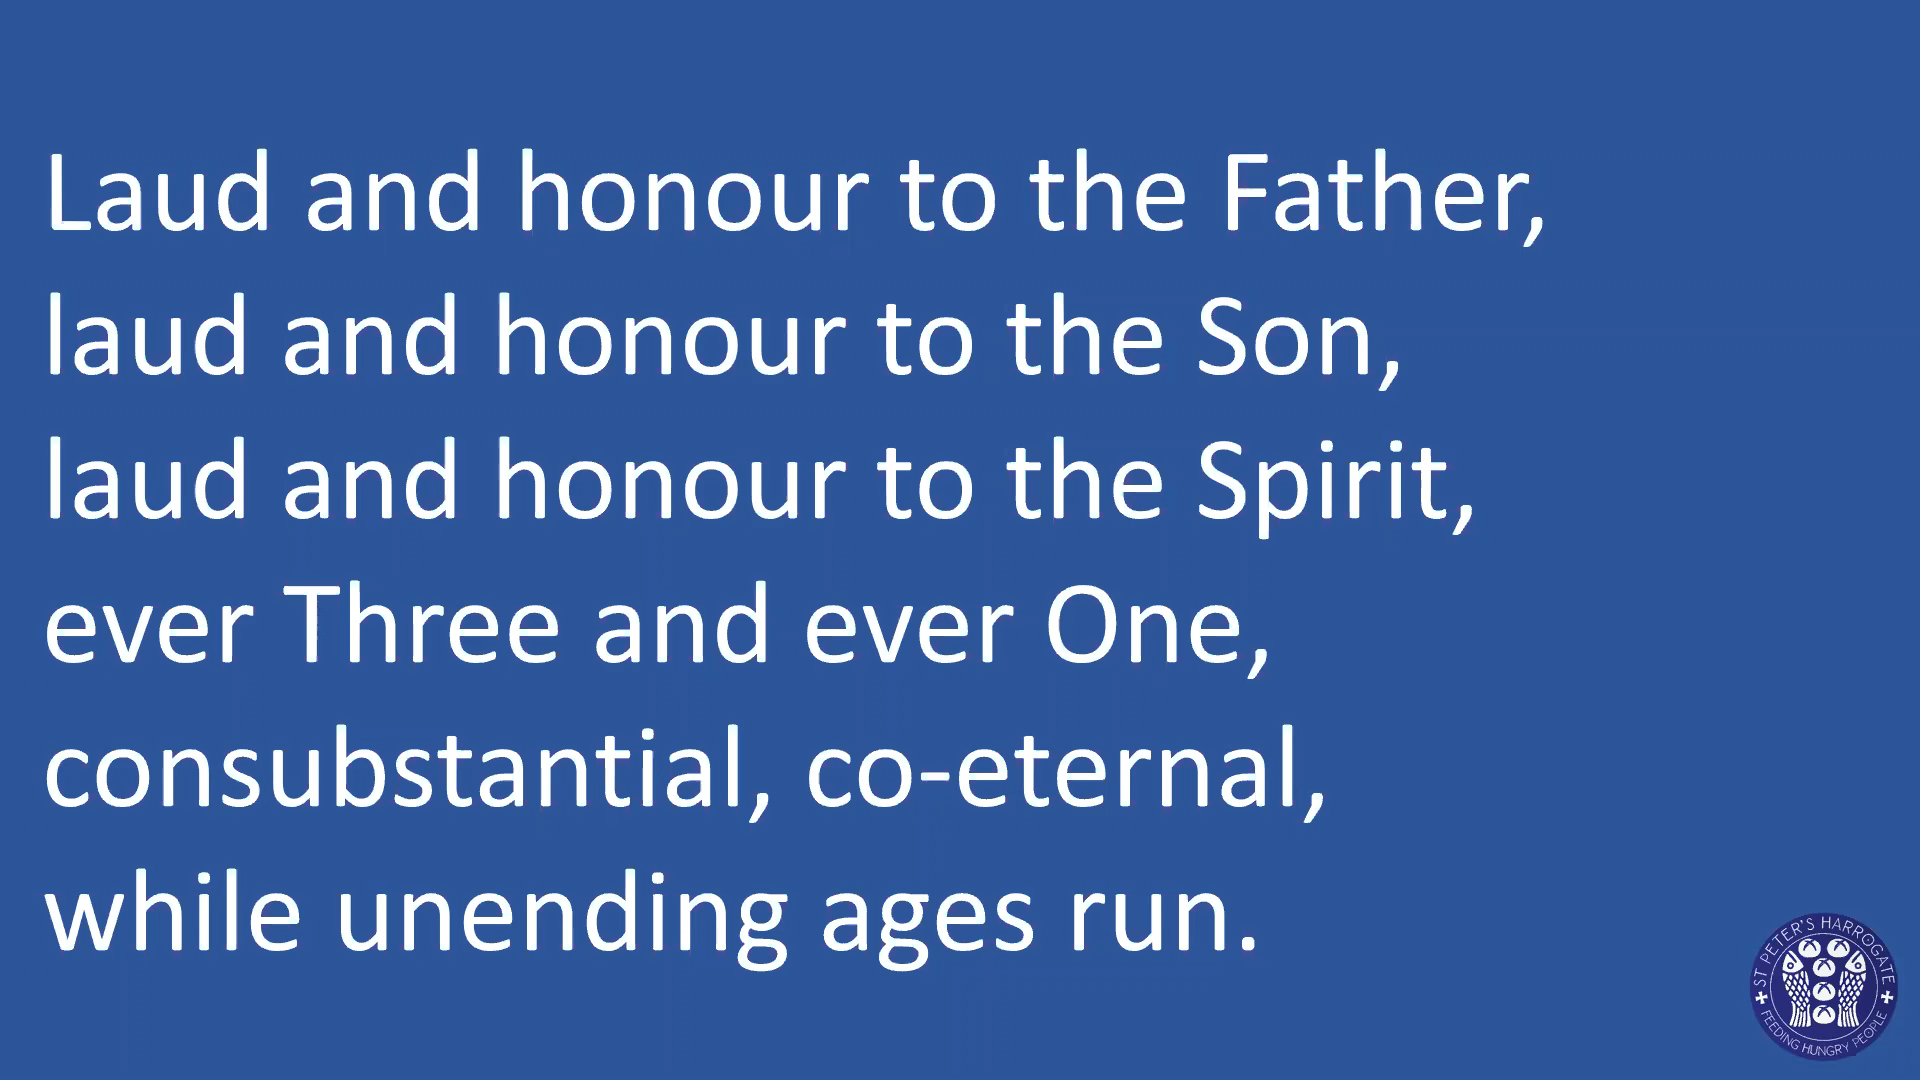 Laud and honour to the Father,
laud and honour to the Son,
laud and honour to the Spirit,
ever Three and ever One,
consubstantial, co-eternal,
while unending ages run.
ST PETER'S HARROGATE
FEEDING HUNGRY PEOPLE